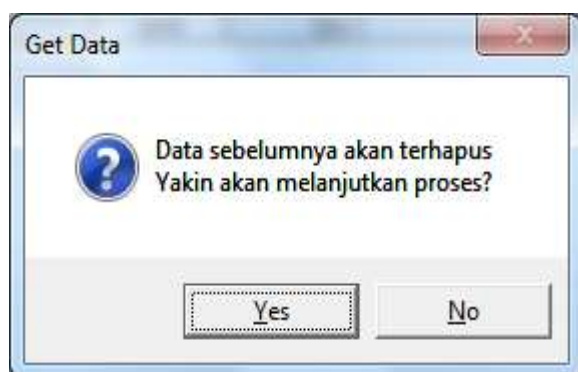 Get Data
Data sebelumnya akan terhapus
Yakin akan melanjutkan proses?
Yes
No